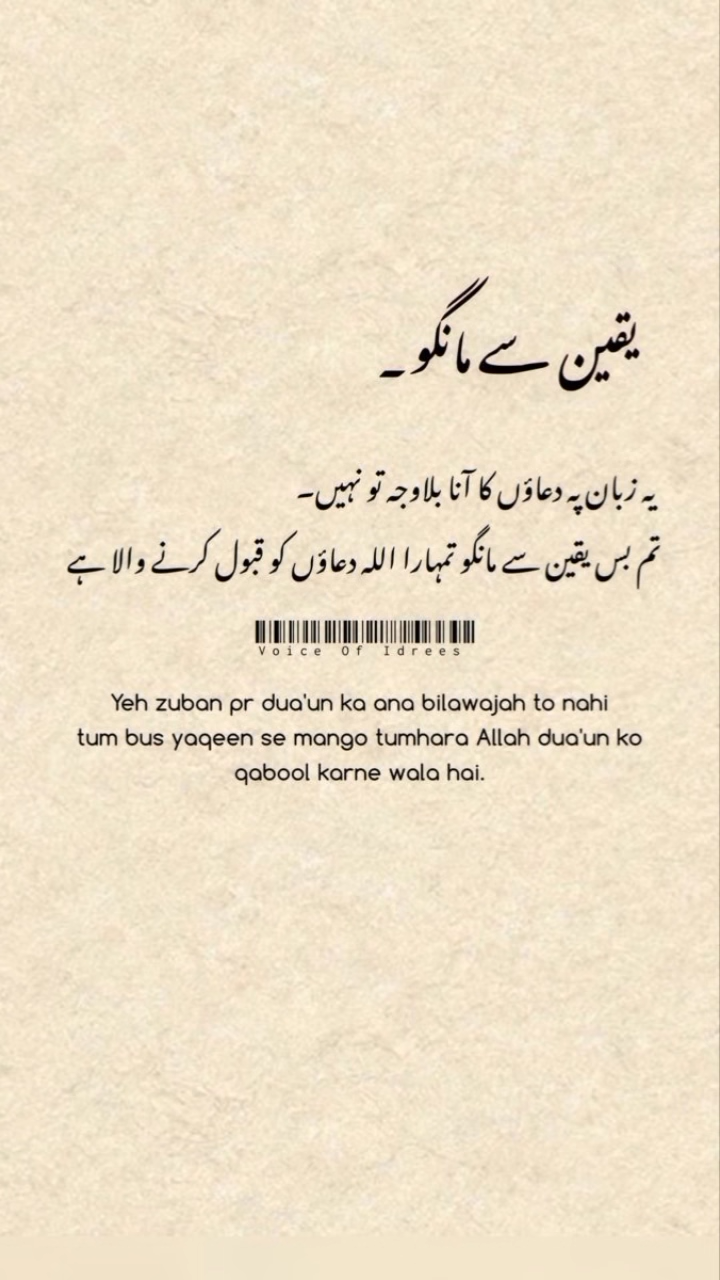 یقین سے مانگو۔
یہ زبان پہ دعاؤں کا آنا بلاوجہ تو نہیں۔
تم بس یقین سے مانگو تمہارا اللہ دعاؤں کو قبول کرنے والا ہے
Voice Of Idrees
Yeh zuban pr dua'un ka ana bilawajah to nahi
tum bus yaqeen se mango tumhara Allah dua'un ko
qabool karne wala hai.